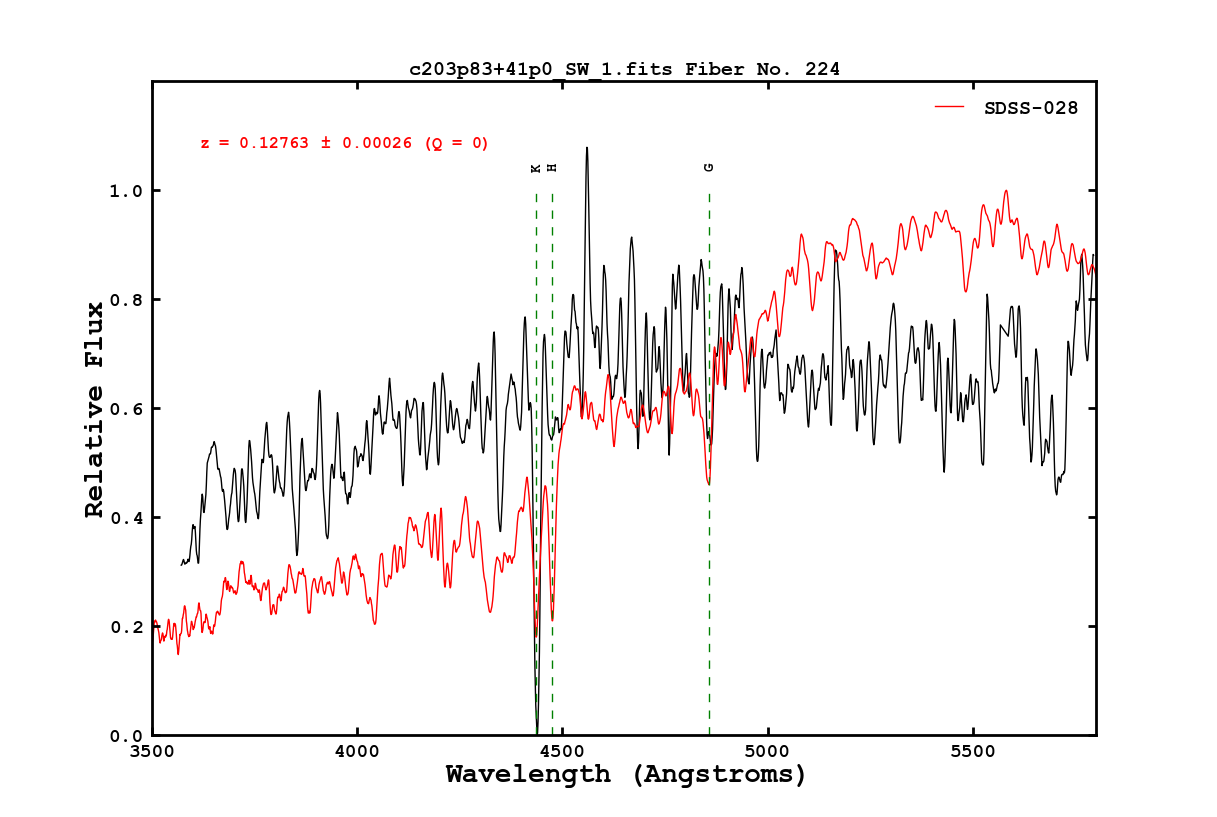 c203p83+41p0_SW_1.fits Fiber No. 224
SDSS-028
z = 0.12763 ± 0.00026 (Q = 0)
K H G
1.0
0.8
0.6
0.4
0.2
0.0
Relative Flux
3500 4000 4500 5000 5500
Wavelength (Angstroms)